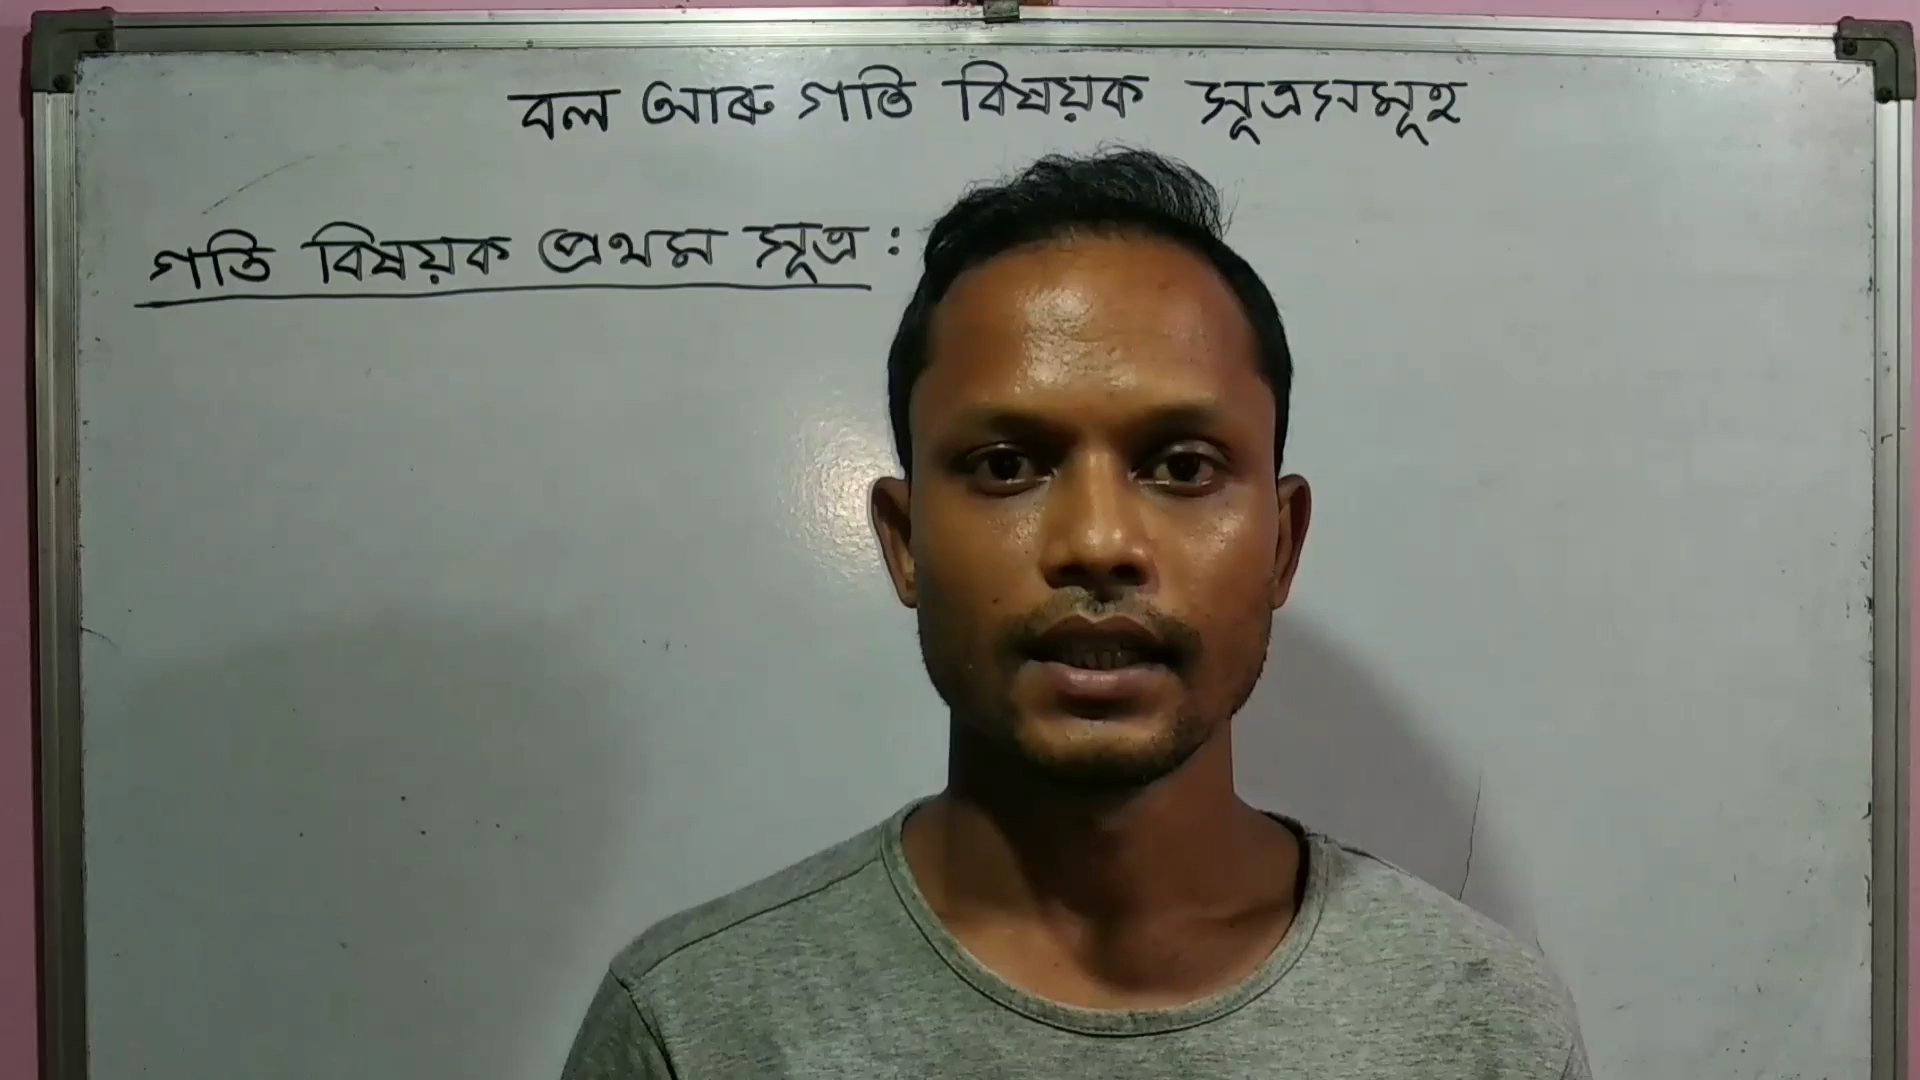 বল আৰু গতি বিষয়ক সূত্ৰসমূহ
গতি বিষয়ক প্ৰথম সূত্ৰ :